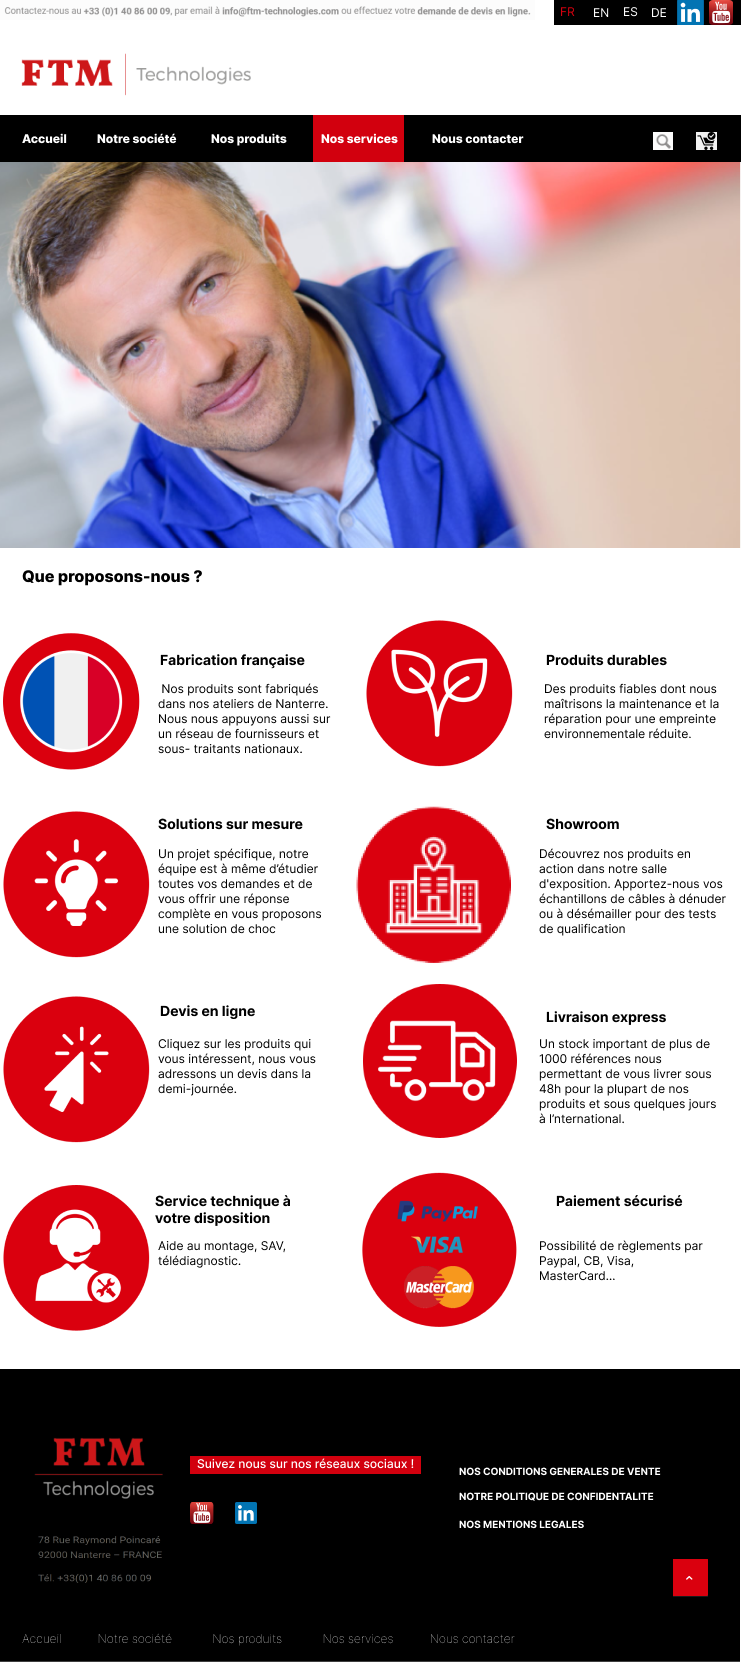 Contactez-nous au +33 (0)1 40 86 00 09, par email à info@ftm-technologies.com ou effectuez votre demande de devis en ligne.
FR EN ES DE in You Tube
FTM Technologies
Accueil Notre société Nos produits Nos services Nous contacter
Que proposons-nous ?
Fabrication française
Nos produits sont fabriqués
dans nos ateliers de Nanterre.
Nous nous appuyons aussi sur
un réseau de fournisseurs et
sous- traitants nationaux.
Produits durables
Des produits fiables dont nous
maîtrisons la maintenance et la
réparation pour une empreinte
environnementale réduite.
Solutions sur mesure
Un projet spécifique, notre
équipe est à même d'étudier
toutes vos demandes et de
vous offrir une réponse
complète en vous proposons
une solution de choc
Showroom
Découvrez nos produits en
action dans notre salle
d'exposition. Apportez-nous vos
échantillons de câbles à dénuder
ou à désémailler pour des tests
de qualification
Devis en ligne
Cliquez sur les produits qui
vous intéressent, nous vous
adressons un devis dans la
demi-journée.
Livraison express
Un stock important de plus de
1000 références nous
permettant de vous livrer sous
48h pour la plupart de nos
produits et sous quelques jours
à l'nternational.
Service technique à
votre disposition
Aide au montage, SAV,
télédiagnostic.
PayPal
VISA
MasterCard
Paiement sécurisé
Possibilité de règlements par
Paypal, CB, Visa,
MasterCard...
FTM
Technologies
78 Rue Raymond Poincaré
92000 Nanterre – FRANCE
Tél. +33(0)1 40 86 00 09
Suivez nous sur nos réseaux sociaux !
You Tube in
NOS CONDITIONS GENERALES DE VENTE
NOTRE POLITIQUE DE CONFIDENTALITE
NOS MENTIONS LEGALES
Accueil Notre société Nos produits Nos services Nous contacter